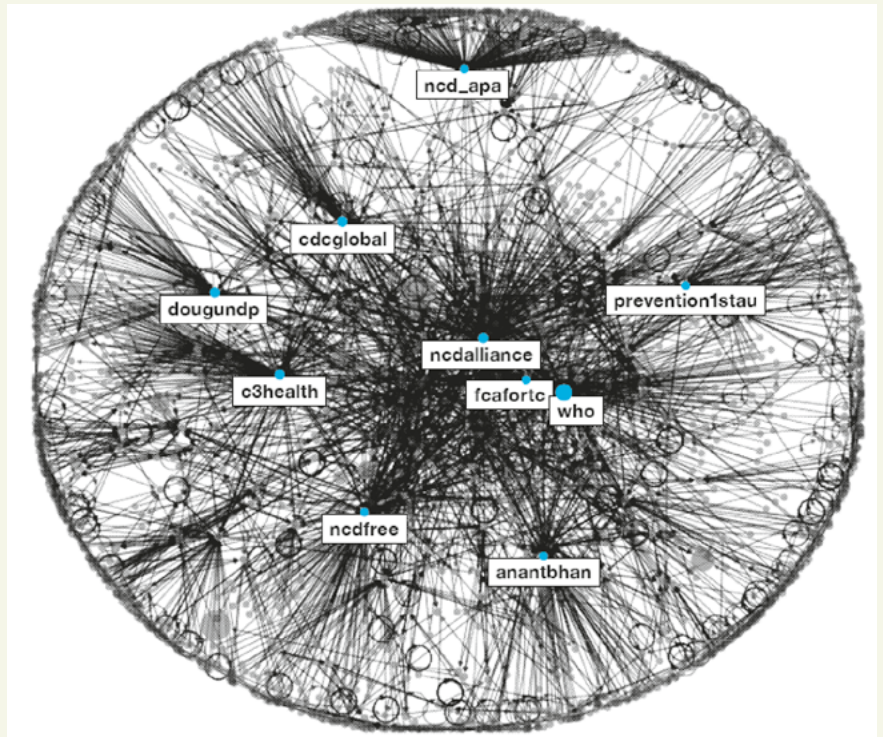 ncd_apa
cdcglobal
dougundp
prevention1stau
ncdalliance
c3health
fcafortc
who
ncdfree
anantbhan